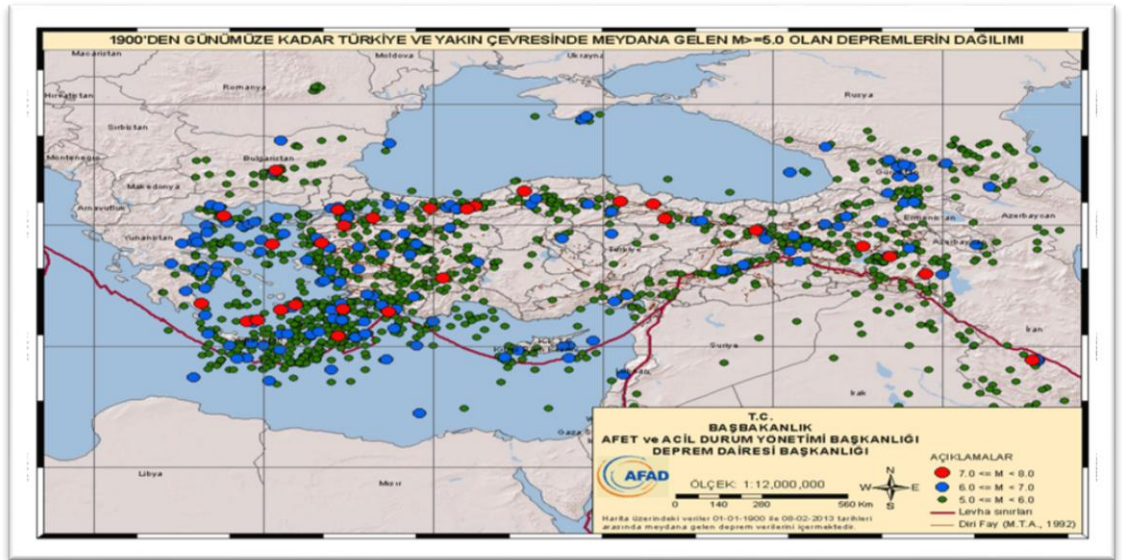 1900'DEN GÜNÜMÜZE KADAR TÜRKİYE VE YAKIN ÇEVRESİNDE MEYDANA GELEN M>=5.0 OLAN DEPREMLERİN DAĞILIMI
Macaristan
Moldova
Ukrayna
Romanya
Rusya
Hırvatistan
Sırbistan
Montenegro
Bulgaristan
Makedonya
Arnavutluk
Ermenistan
Azerbaycan
Yunanistan
Türkiye
Azerbaycan
İran
Suriye
Irak
Libya
Mısır
T.C.
BAŞBAKANLIK
AFET ve ACİL DURUM YÖNETİMİ BAŞKANLIĞI
DEPREM DAİRESİ BAŞKANLIĞI
AFAD
ÖLÇEK: 1:12,000,000
0 140 280 560 Km
N
W E
S
Harita üzerindeki veriler 01-01-1900 ile 08-02-2013 tarihleri
arasında meydana gelen deprem verilerini içermektedir.
AÇIKLAMALAR
7.0 <= M < 8.0
6.0 <= M < 7.0
5.0 <= M < 6.0
Levha sınırları
Diri Fay (M.T.A., 1992)